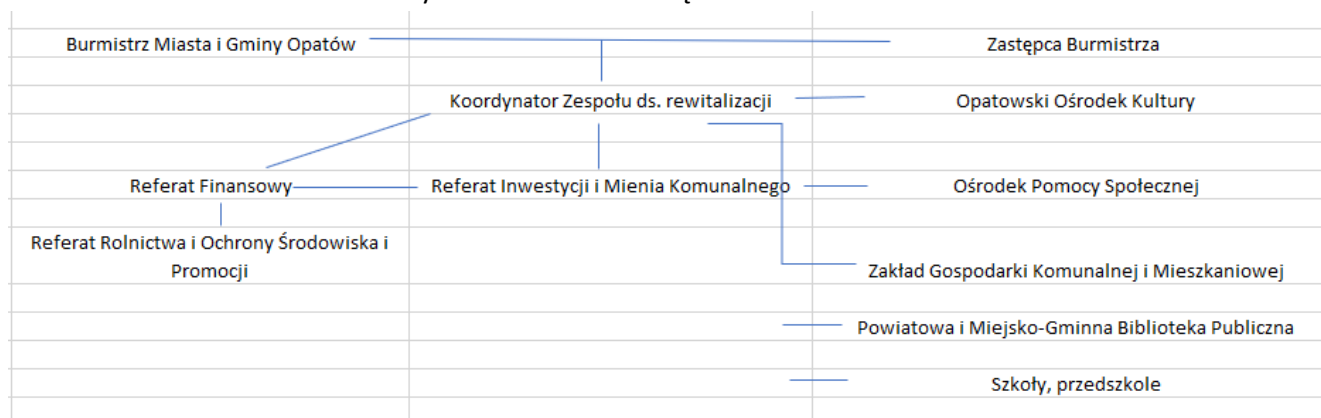 Burmistrz Miasta i Gminy Opatów
Zastępca Burmistrza
Koordynator Zespołu ds. rewitalizacji
Opatowski Ośrodek Kultury
Referat Finansowy
Referat Inwestycji i Mienia Komunalnego
Ośrodek Pomocy Społecznej
Referat Rolnictwa i Ochrony Środowiska i
Promocji
Zakład Gospodarki Komunalnej i Mieszkaniowej
Powiatowa i Miejsko-Gminna Biblioteka Publiczna
Szkoły, przedszkole